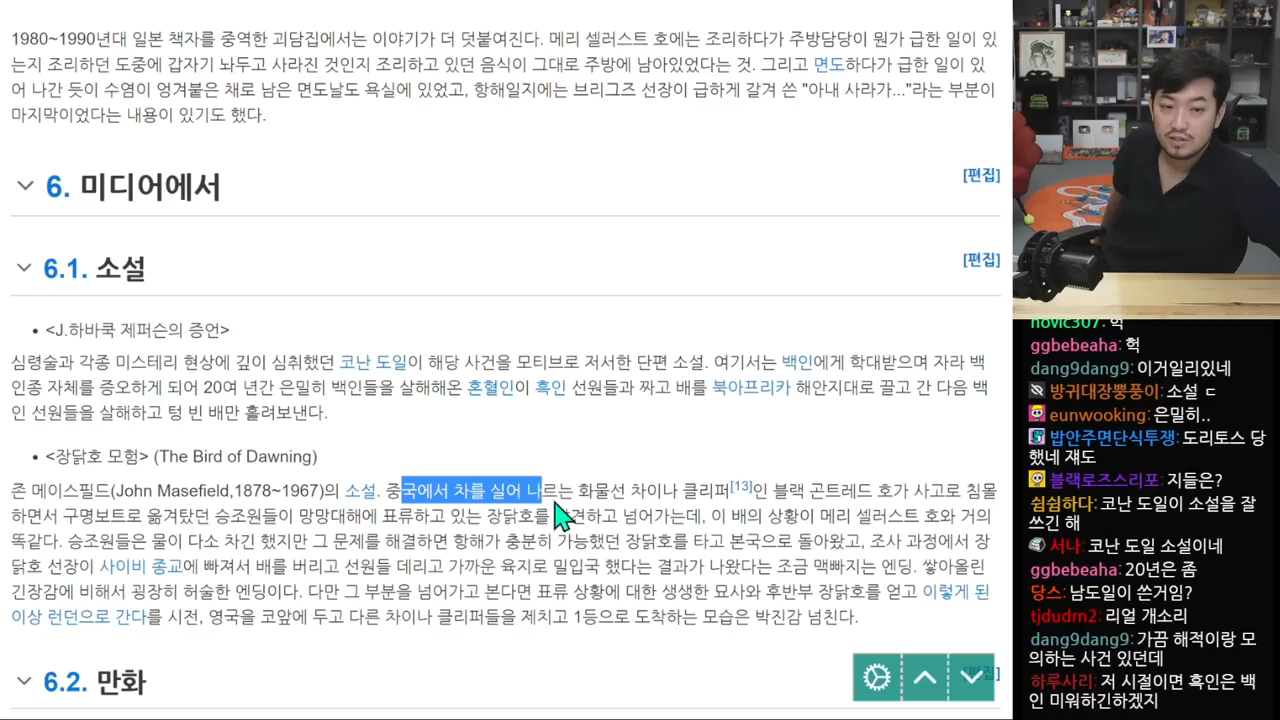 1980~1990년대 일본 책자를 중역한 괴담집에서는 이야기가 더 덧붙여진다. 메리 셀러스트 호에는 조리하다가 주방담당이 뭔가 급한 일이 있
는지 조리하던 도중에 갑자기 놔두고 사라진 것인지 조리하고 있던 음식이 그대로 주방에 남아있었다는 것. 그리고 면도하다가 급한 일이 있
어 나간 듯이 수염이 엉겨붙은 채로 남은 면도날도 욕실에 있었고, 항해일지에는 브리그즈 선장이 급하게 갈겨 쓴 "아내 사라가..."라는 부분이
마지막이었다는 내용이 있기도 했다.
6. 미디어에서
[편집]
6.1. 소설
[편집]
• <J.하바쿡 제퍼슨의 증언>
심령술과 각종 미스테리 현상에 깊이 심취했던 코난 도일이 해당 사건을 모티브로 저서한 단편 소설. 여기서는 백인에게 학대받으며 자라 백
인종 자체를 증오하게 되어 20여 년간 은밀히 백인들을 살해해온 혼혈인이 흑인 선원들과 짜고 배를 북아프리카 해안지대로 끌고 간 다음 백
인 선원들을 살해하고 텅 빈 배만 흘려보낸다.
• <장닭호 모험> (The Bird of Dawning)
존 메이스필드(John Masefield,1878~1967)의 소설. 중국에서 차를 실어 나르는 화물선 차이나 클리퍼[13]인 블랙 곤트레드 호가 사고로 침몰
하면서 구명보트로 옮겨탔던 승조원들이 망망대해에 표류하고 있는 장닭호를 견하고 넘어가는데, 이 배의 상황이 메리 셀러스트 호와 거의
똑같다. 승조원들은 물이 다소 차긴 했지만 그 문제를 해결하면 항해가 충분히 가능했던 장닭호를 타고 본국으로 돌아왔고, 조사 과정에서 장
닭호 선장이 사이비 종교에 빠져서 배를 버리고 선원들 데리고 가까운 육지로 밀입국 했다는 결과가 나왔다는 조금 맥빠지는 엔딩. 쌓아올린
긴장감에 비해서 굉장히 허술한 엔딩이다. 다만 그 부분을 넘어가고 본다면 표류 상황에 대한 생생한 묘사와 후반부 장닭호를 얻고 이렇게 된
이상 런던으로 간다를 시전, 영국을 코앞에 두고 다른 차이나 클리퍼들을 제치고 1등으로 도착하는 모습은 박진감 넘친다.
6.2. 만화
novic307: 헉
ggbebeaha: 헉
dang9dang9: 이거일리있네
방귀대장뿡풍이: 소설 ㄷ
eunwooking: 은밀히..
밥안주면단식투쟁: 도리토스 당
했네 쟤도
블랙로즈스리포: 지들은?
쉽쉽하다: 코난 도일이 소설을 잘
쓰긴 해
서나: 코난 도일 소설이네
ggbebeaha: 20년은 좀
당스: 남도일이 쓴거임?
tjdudrn2: 리얼 개소리
dang9dang9: 가끔 해적이랑 모
의하는 사건 있던데
하루사리: 저 시절이면 흑인은 백
인 미워하긴하겠지